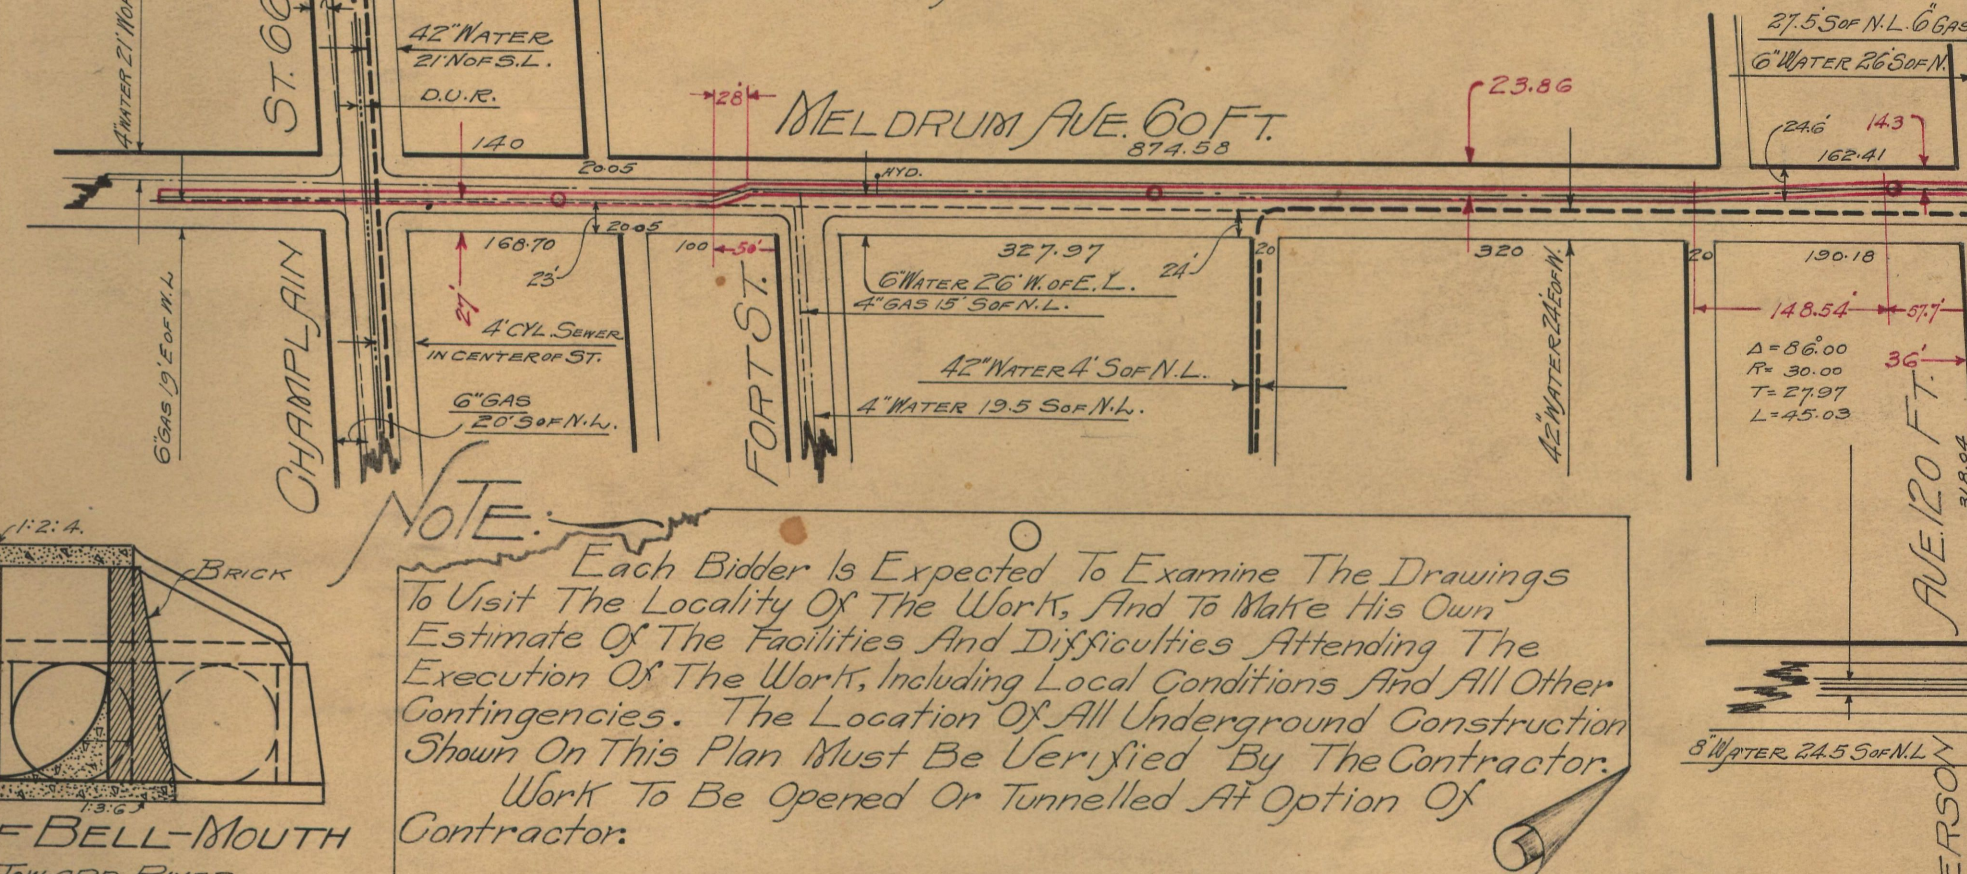 4"WATER 21'
ST. 66
42"WATER
21'N OF S.L.
D.U.R.
140
28'
MELDRUM AVE. 60 FT.
874.58
23.86
27.5'S OF N.L. 6"GAS
6"WATER 26'S OF N.
24.6'
14.3
162.41
20.05
HYD.
20.05
168.70
23'
27'
100
50'
327.97
24'
20
320
20
190.18
6"WATER 26' W. OF E.L.
4"GAS 15' S OF N.L.
148.54'
57.7'
4'CYL. SEWER
IN CENTER OF ST.
6"GAS 19' E OF W.L.
CHAMPLAIN
FORT ST.
42"WATER 4' S OF N.L.
42"WATER 24'E OF W.
Δ=86°00
R= 30.00
T=27.97
L=45.03
36'
6"GAS
20'S OF N.L.
4"WATER 19.5 S OF N.L.
AVE. 120 FT.
318.94
NOTE:
Each Bidder Is Expected To Examine The Drawings
To Visit The Locality Of The Work, And To Make His Own
Estimate Of The Facilities And Difficulties Attending The
Execution Of The Work, Including Local Conditions And All Other
Contingencies. The Location Of All Underground Construction
Shown On This Plan Must Be Verified By The Contractor.
Work To Be Opened Or Tunnelled At Option Of
Contractor.
1:2:4.
BRICK
1:3:6
F BELL-MOUTH
TOWARD RIVER
8"WATER 24.5 S OF N.L
ERSON